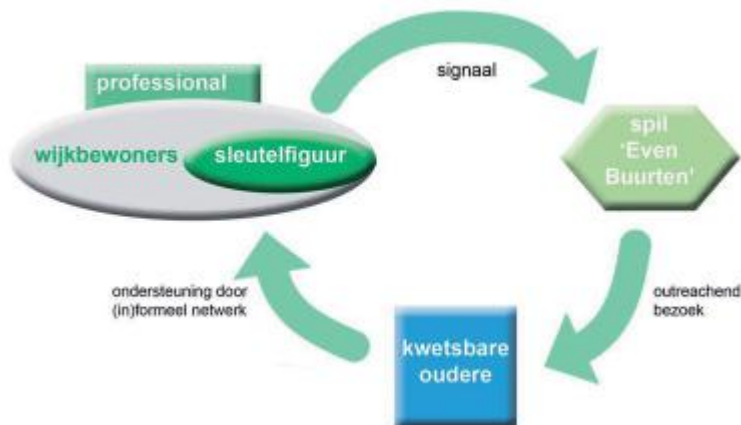 professional
wijkbewoners
sleutelfiguur
signaal
spil
'Even
Buurten'
outreachend
bezoek
kwetsbare
oudere
ondersteuning door
(in)formeel netwerk